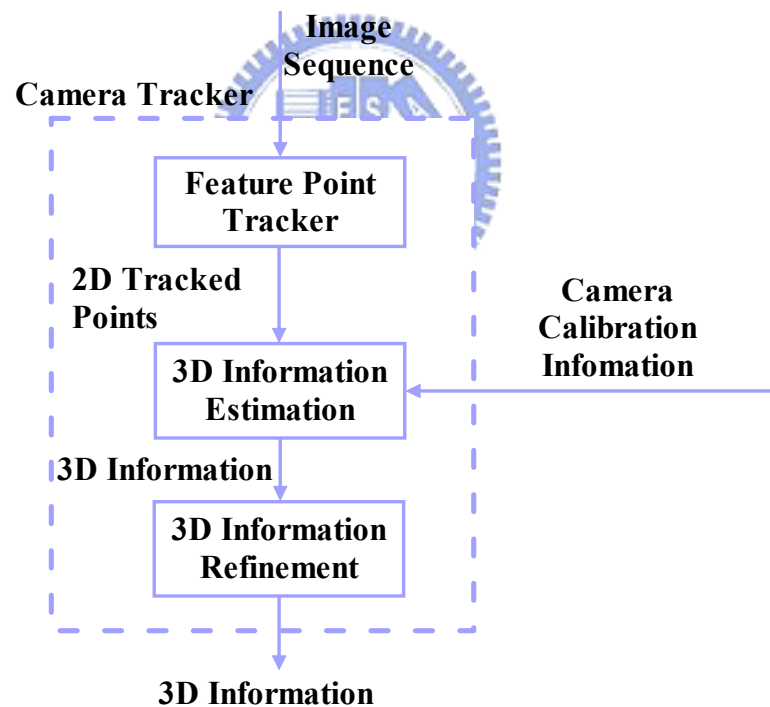 Image
Sequence
Camera Tracker
E S A
Feature Point
Tracker
2D Tracked
Points
Camera
Calibration
Infomation
3D Information
Estimation
3D Information
3D Information
Refinement
3D Information